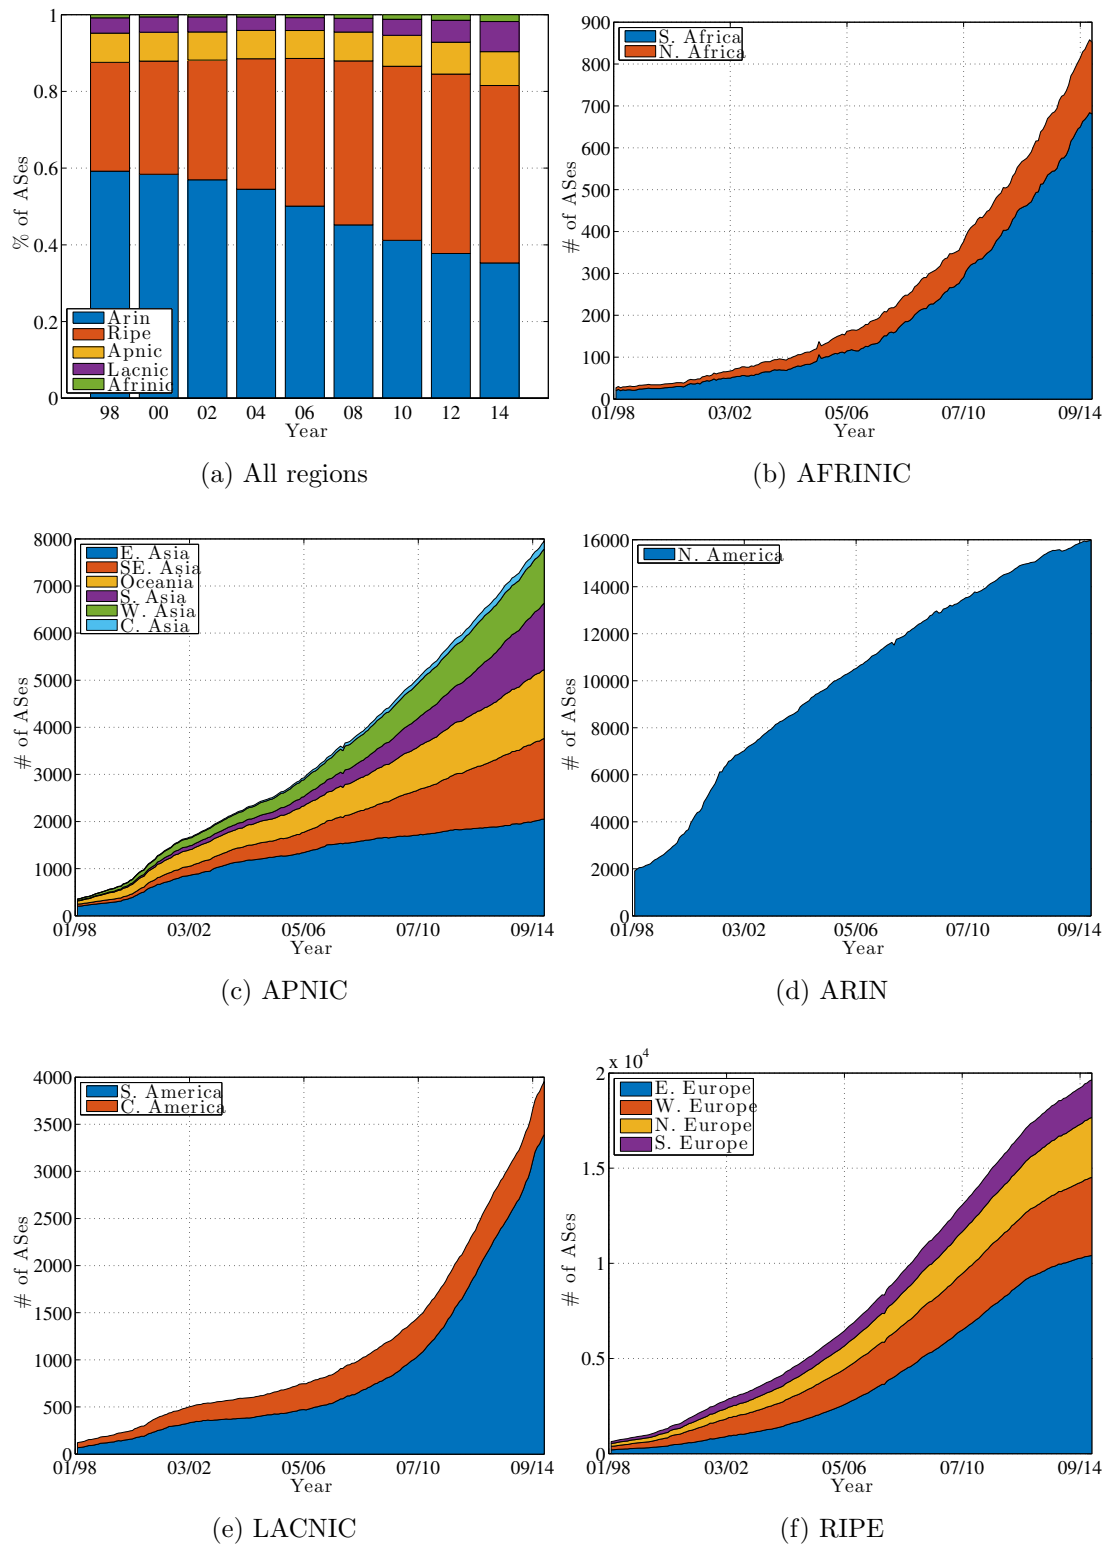 1
0.8
0.6
0.4
0.2
0
% of ASes
Arin
Ripe
Apnic
Lacnic
Afrinic
98 00 02 04 06 08 10 12 14
Year
(a) All regions
900
800
700
600
500
400
300
200
100
0
# of ASes
S. Africa
N. Africa
01/98 03/02 05/06 07/10 09/14
Year
(b) AFRINIC
8000
7000
6000
5000
4000
3000
2000
1000
0
# of ASes
E. Asia
SE. Asia
Oceania
S. Asia
W. Asia
C. Asia
01/98 03/02 05/06 07/10 09/14
Year
(c) APNIC
16000
14000
12000
10000
8000
6000
4000
2000
0
# of ASes
N. America
01/98 03/02 05/06 07/10 09/14
Year
(d) ARIN
4000
3500
3000
2500
2000
1500
1000
500
0
# of ASes
S. America
C. America
01/98 03/02 05/06 07/10 09/14
Year
(e) LACNIC
x 10^4
2
1.5
1
0.5
0
# of ASes
E. Europe
W. Europe
N. Europe
S. Europe
01/98 03/02 05/06 07/10 09/14
Year
(f) RIPE